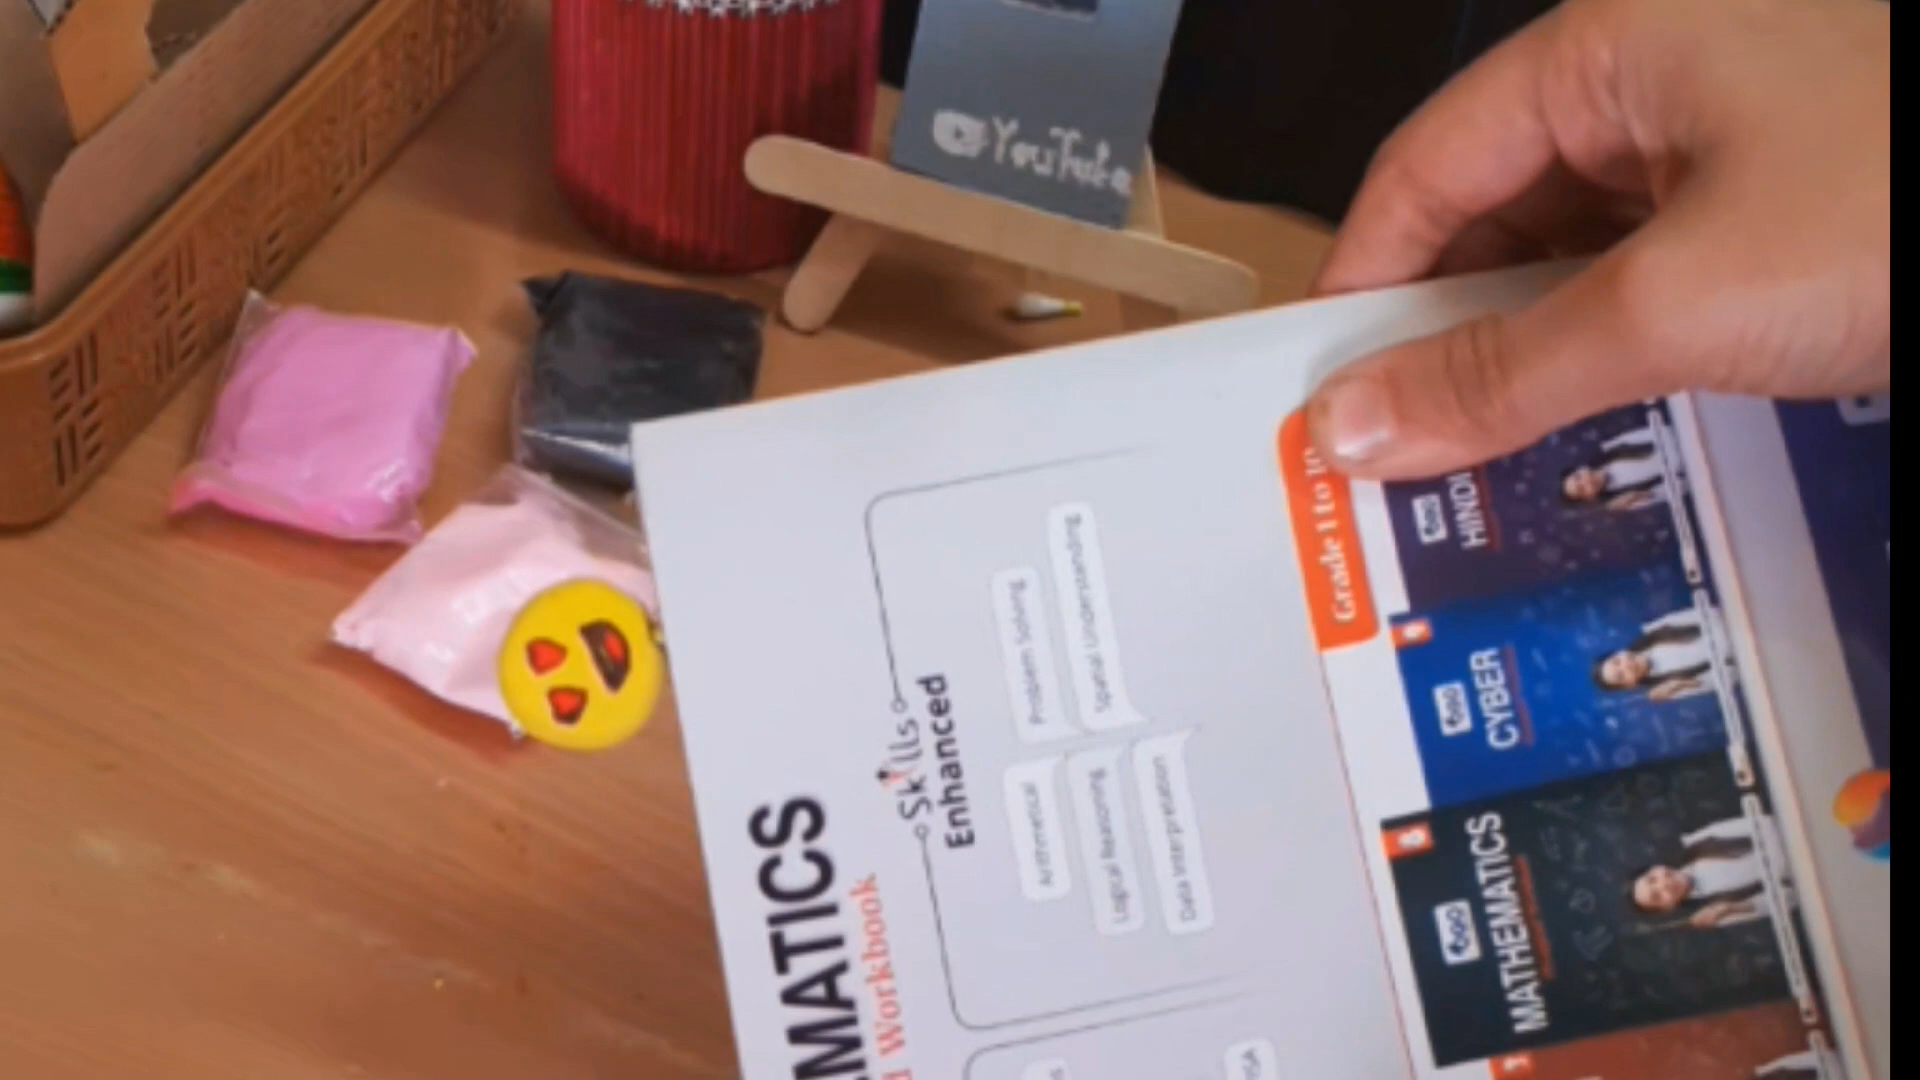 YouTube
MATICS
Workbook
Skills
Enhanced
Arithmetical
Problem Solving
Logical Reasoning
Spatial Understanding
Data Interpretation
Grade 1 to 10
HINDI
CYBER
MATHEMATICS